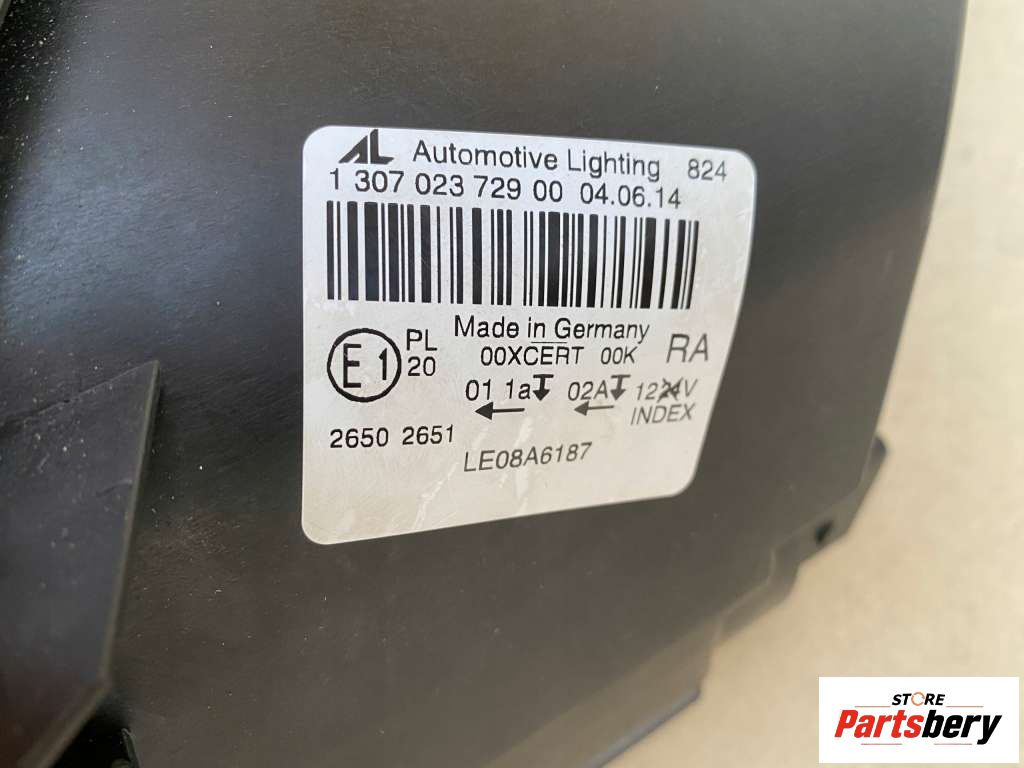 AL Automotive Lighting 824
1 307 023 729 00 04.06.14
Made in Germany
E1 PL 20
00XCERT 00K RA
01 1a 02A 1224V
INDEX
2650 2651
LE08A6187
STORE
Partsbery